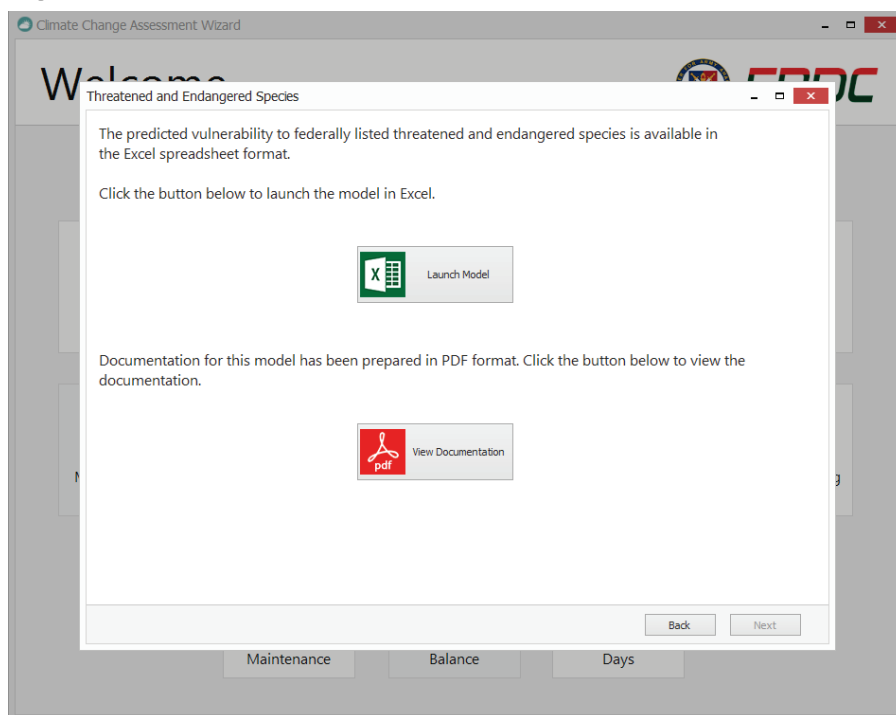 Climate Change Assessment Wizard
Welcome
Threatened and Endangered Species
The predicted vulnerability to federally listed threatened and endangered species is available in
the Excel spreadsheet format.
Click the button below to launch the model in Excel.
Launch Model
Documentation for this model has been prepared in PDF format. Click the button below to view the
documentation.
pdf
View Documentation
Back
Next
Maintenance
Balance
Days